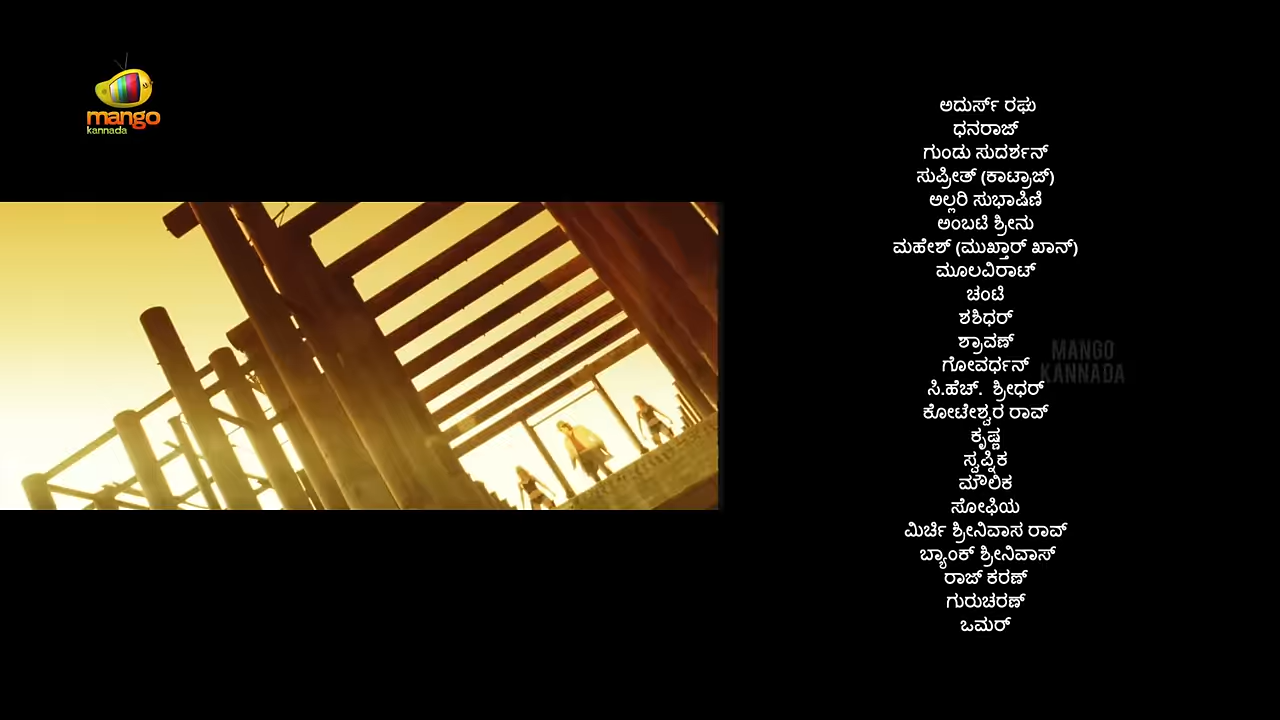 mango
kannada
ಅದುರ್ಸ್ ರಘು
ಧನರಾಜ್
ಗುಂಡು ಸುದರ್ಶನ್
ಸುಪ್ರೀತ್ (ಕಾಟ್ರಾಜ್)
ಅಲ್ಲರಿ ಸುಭಾಷಿಣಿ
ಅಂಬಟಿ ಶ್ರೀನು
ಮಹೇಶ್ (ಮುಖ್ತಾರ್ ಖಾನ್)
ಮೂಲವಿರಾಟ್
ಚಂಟಿ
ಶಶಿಧರ್
ಶ್ರಾವಣ್
ಗೋವರ್ಧನ್
ಸಿ.ಹೆಚ್. ಶ್ರೀಧರ್
ಕೋಟೇಶ್ವರ ರಾವ್
ಕೃಷ್ಣ
ಸ್ವಪ್ನಿಕ
ಮೌಲಿಕ
ಸೋಫಿಯ
ಮಿರ್ಚಿ ಶ್ರೀನಿವಾಸ ರಾವ್
ಬ್ಯಾಂಕ್ ಶ್ರೀನಿವಾಸ್
ರಾಜ್ ಕರಣ್
ಗುರುಚರಣ್
ಒಮರ್
MANGO
KANNADA